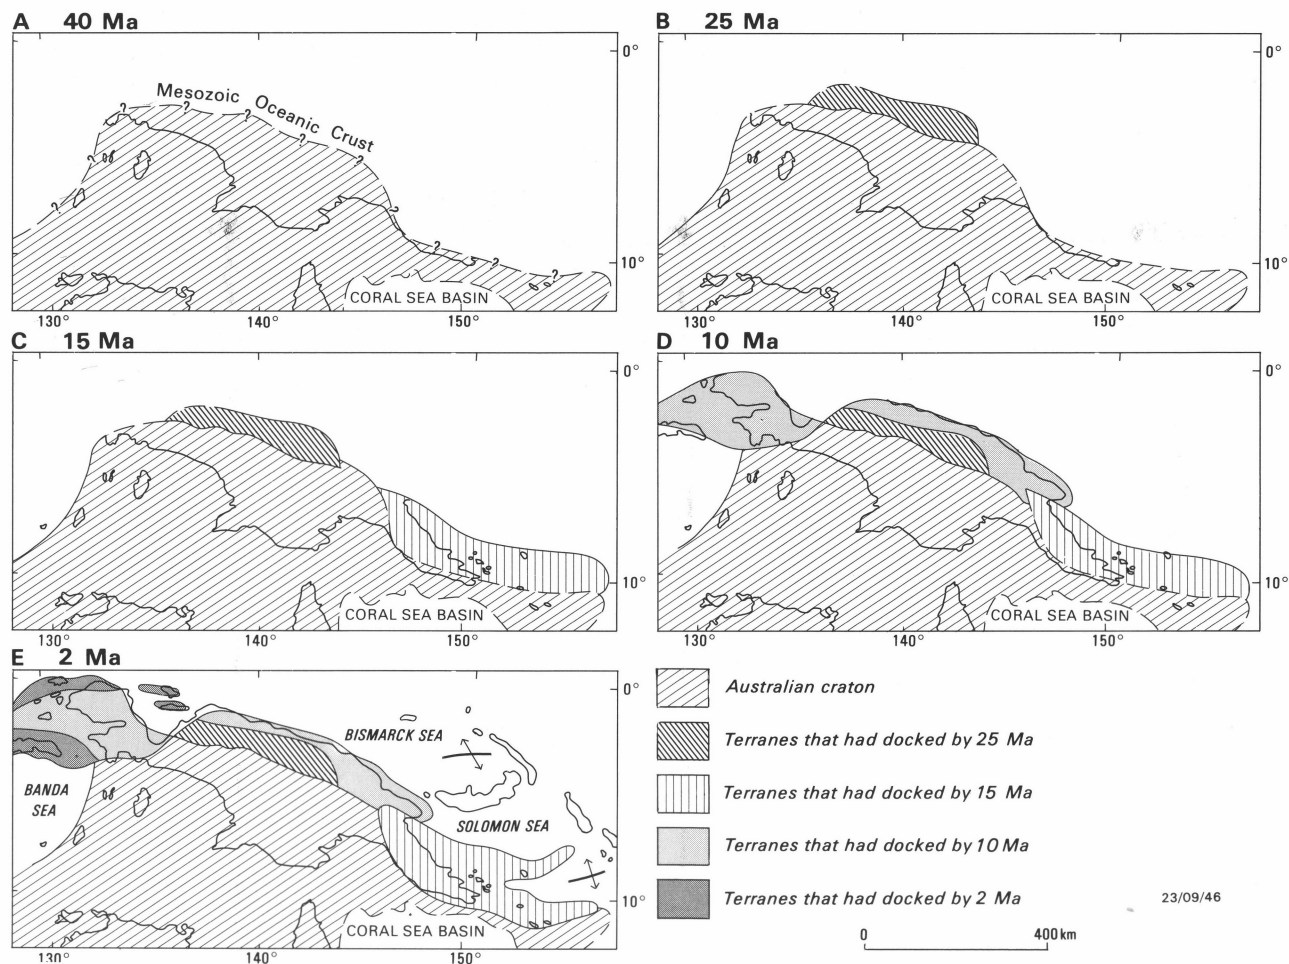 A 40 Ma
0°
Mesozoic Oceanic Crust
?
?
?
?
?
?
?
?
?
?
?
10°
CORAL SEA BASIN
130° 140° 150°
B 25 Ma
0°
10°
CORAL SEA BASIN
130° 140° 150°
C 15 Ma
0°
10°
CORAL SEA BASIN
130° 140° 150°
D 10 Ma
0°
10°
CORAL SEA BASIN
130° 140° 150°
E 2 Ma
0°
BISMARCK SEA
BANDA
SEA
SOLOMON SEA
10°
CORAL SEA BASIN
130° 140° 150°
Australian craton
Terranes that had docked by 25 Ma
Terranes that had docked by 15 Ma
Terranes that had docked by 10 Ma
Terranes that had docked by 2 Ma
23/09/46
0 400 km